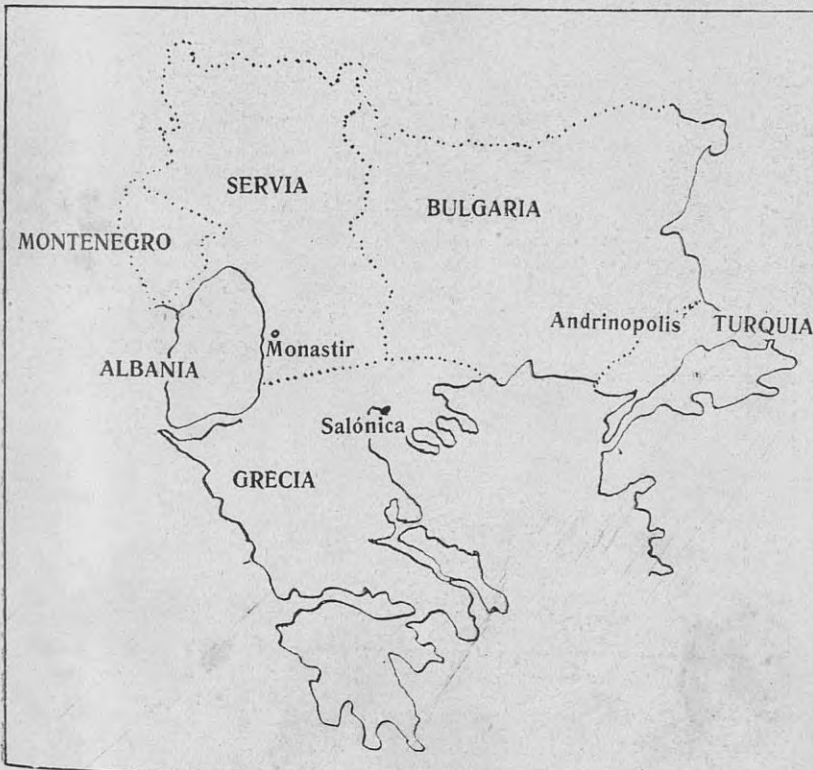 SERVIA
BULGARIA
MONTENEGRO
Andrinopolis
TURQUIA
Monastir
ALBANIA
Salónica
GRECIA